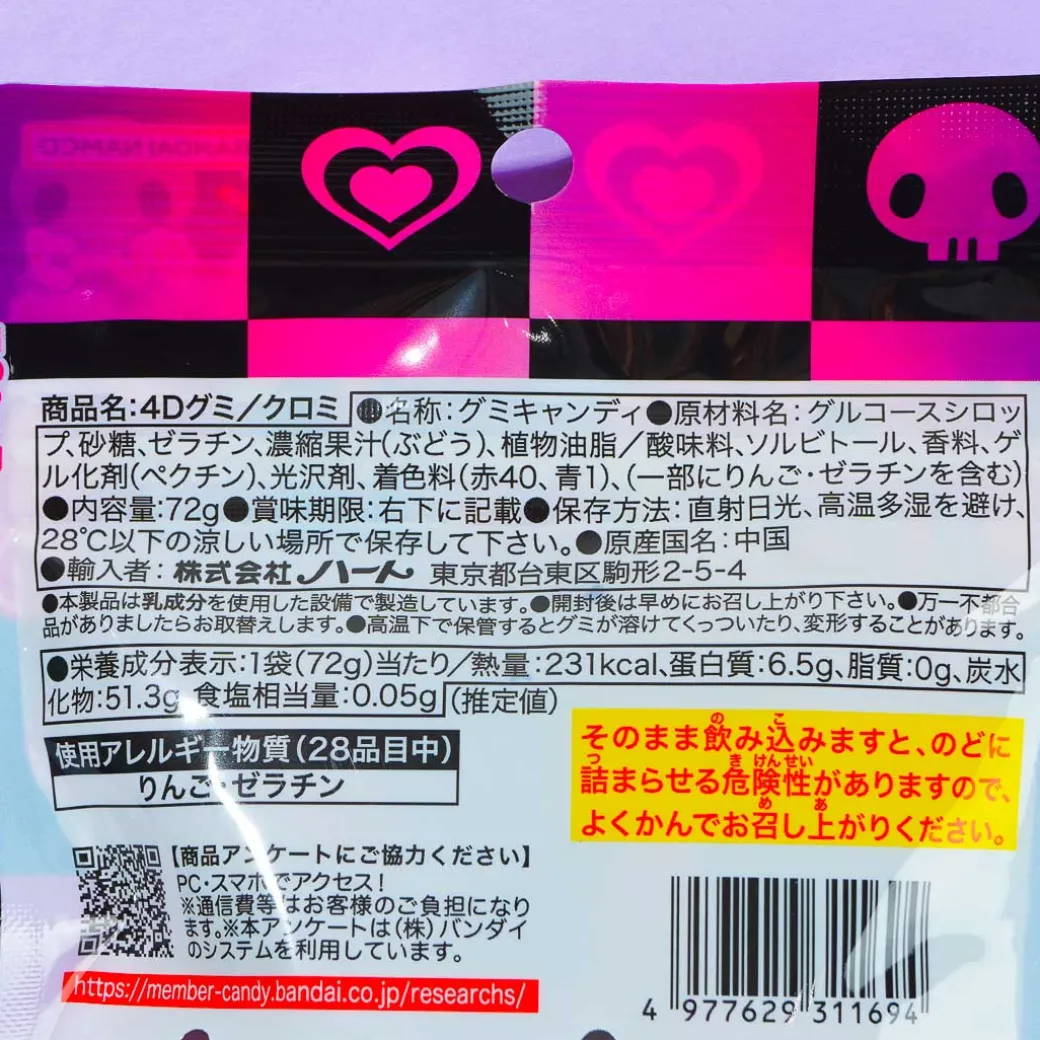 BANDAI NAMCO
商品名:4Dグミ/クロミ ●名称:グミキャンディ●原材料名:グルコースシロッ
プ、砂糖、ゼラチン、濃縮果汁(ぶどう)、植物油脂/酸味料、ソルビトール、香料、ゲ
ル化剤(ペクチン)、光沢剤、着色料(赤40、青1)、(一部にりんご・ゼラチンを含む)
●内容量:72g●賞味期限:右下に記載●保存方法:直射日光、高温多湿を避け、
28℃以下の涼しい場所で保存して下さい。●原産国名:中国
●輸入者:株式会社ハート 東京都台東区駒形2-5-4
●本製品は乳成分を使用した設備で製造しています。●開封後は早めにお召し上がり下さい。●万一不都合
品がありましたらお取替えします。●高温下で保管するとグミが溶けてくっついたり、変形することがあります。
●栄養成分表示:1袋(72g)当たり/熱量:231kcal、蛋白質:6.5g、脂質:0g、炭水
化物:51.3g、食塩相当量:0.05g(推定値)
使用アレルギー物質(28品目中)
りんご・ゼラチン
そのまま飲み込みますと、のどに
詰まらせる危険性がありますので、
よくかんでお召し上がりください。
【商品アンケートにご協力ください】
PC・スマホでアクセス!
※通信費等はお客様のご負担になり
ます。※本アンケートは(株)バンダイ
のシステムを利用しています。
https://member-candy.bandai.co.jp/researchs/
4 977629 311694